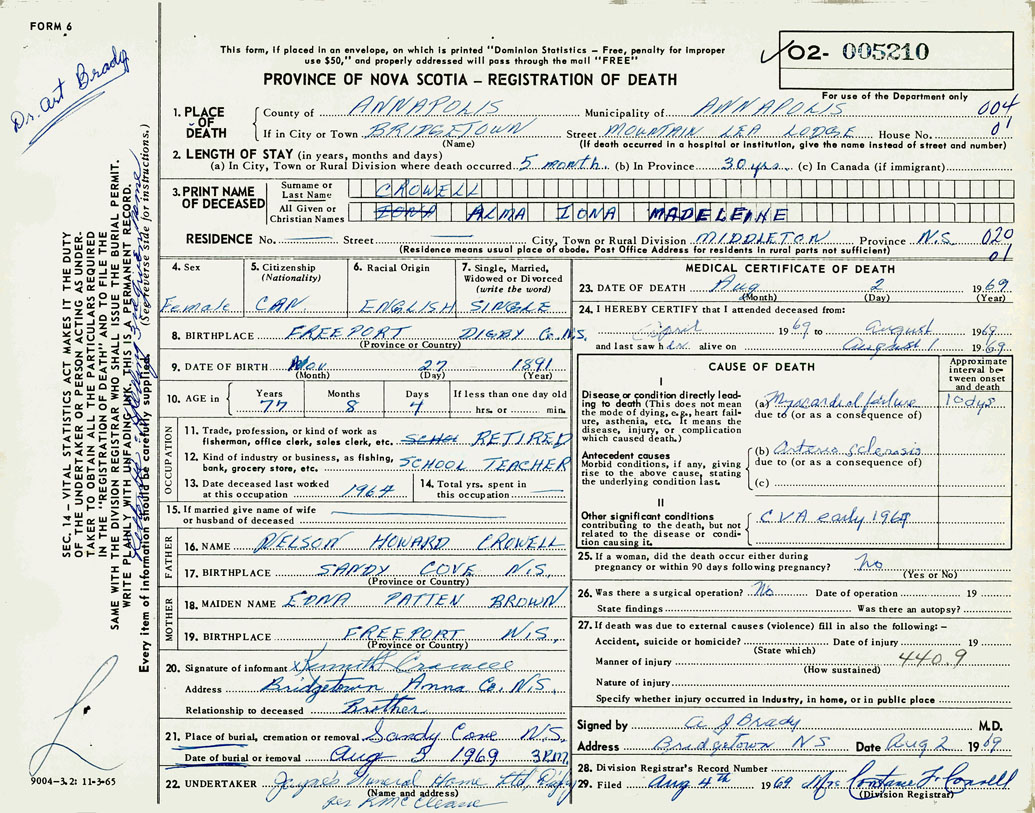 FORM 6
Dr. Art Brady
This form, if placed in an envelope, on which is printed "Dominion Statistics – Free, penalty for improper
use $50," and properly addressed will pass through the mail "FREE"
PROVINCE OF NOVA SCOTIA – REGISTRATION OF DEATH
✓02- 005210
For use of the Department only
1. PLACE OF DEATH County of ANNAPOLIS Municipality of ANNAPOLIS 004
If in City or Town BRIDGETOWN Street MOUNTAIN LEA LODGE House No. 01
(Name) (If death occurred in a hospital or institution, give the name instead of street and number)
2. LENGTH OF STAY (in years, months and days)
(a) In City, Town or Rural Division where death occurred 5 month. (b) In Province 30 yrs. (c) In Canada (if immigrant)
3. PRINT NAME OF DECEASED
Surname or Last Name CROWELL
All Given or Christian Names IONA ALMA IONA MADELEINE
RESIDENCE No. Street City, Town or Rural Division MIDDLETON Province N.S. 020
(Residence means usual place of abode. Post Office Address for residents in rural parts not sufficient) 01
4. Sex Female
5. Citizenship (Nationality) CAN
6. Racial Origin ENGLISH
7. Single, Married, Widowed or Divorced (write the word) SINGLE
8. BIRTHPLACE FREEPORT DIGBY Co. N.S.
(Province or Country)
9. DATE OF BIRTH Nov 27 1891
(Month) (Day) (Year)
10. AGE in Years 77 Months 8 Days 4 If less than one day old hrs. or min.
OCCUPATION
11. Trade, profession, or kind of work as fisherman, office clerk, sales clerk, etc. RETIRED
12. Kind of industry or business, as fishing, bank, grocery store, etc. SCHOOL TEACHER
13. Date deceased last worked at this occupation 1964
14. Total yrs. spent in this occupation
15. If married give name of wife or husband of deceased
FATHER
16. NAME NELSON HOWARD CROWELL
17. BIRTHPLACE SANDY COVE N.S.
(Province or Country)
MOTHER
18. MAIDEN NAME EDNA PATTEN BROWN
19. BIRTHPLACE FREEPORT N.S.
(Province or Country)
20. Signature of informant Kenneth Crowell
Address Bridgetown Anna Co. N.S.
Relationship to deceased Brother
21. Place of burial, cremation or removal Sandy Cove N.S.
Date of burial or removal Aug 5 1969 3 P.M.
22. UNDERTAKER Funeral Home Ltd, Digby
(Name and address)
per
MEDICAL CERTIFICATE OF DEATH
23. DATE OF DEATH Aug 2 1969
(Month) (Day) (Year)
24. I HEREBY CERTIFY that I attended deceased from:
April 1969 to August 1969
and last saw her alive on August 1 1969
CAUSE OF DEATH
Approximate interval between onset and death
I
Disease or condition directly leading to death (This does not mean the mode of dying, e.g., heart failure, asthenia, etc. It means the disease, injury, or complication which caused death.)
(a) Myocardial failure 10 dys
due to (or as a consequence of)
Antecedent causes
Morbid conditions, if any, giving rise to the above cause, stating the underlying condition last.
(b) Arteriosclerosis
due to (or as a consequence of)
(c)
II
Other significant conditions contributing to the death, but not related to the disease or condition causing it.
CVA early 1969
25. If a woman, did the death occur either during pregnancy or within 90 days following pregnancy? No
(Yes or No)
26. Was there a surgical operation? No Date of operation 19
State findings Was there an autopsy?
27. If death was due to external causes (violence) fill in also the following: –
Accident, suicide or homicide? Date of injury 19
(State which)
Manner of injury 440.9
(How sustained)
Nature of injury
Specify whether injury occurred in Industry, in home, or in public place
Signed by A J Brady M.D.
Address Bridgetown N S Date Aug 2 1969
28. Division Registrar's Record Number
29. Filed Aug 4th 1969 Mrs
(Division Registrar)
SEC. 14 – VITAL STATISTICS ACT MAKES IT THE DUTY
OF THE UNDERTAKER OR PERSON ACTING AS UNDER-
TAKER TO OBTAIN ALL THE PARTICULARS REQUIRED
IN THE "REGISTRATION OF DEATH" AND TO FILE THE
SAME WITH THE DIVISION REGISTRAR WHO SHALL ISSUE THE BURIAL PERMIT.
WRITE PLAINLY WITH UNFADING INK. THIS IS A PERMANENT RECORD.
Every item of information should be carefully supplied. (See reverse side for instructions.)
9004-3.2: 11-3-65